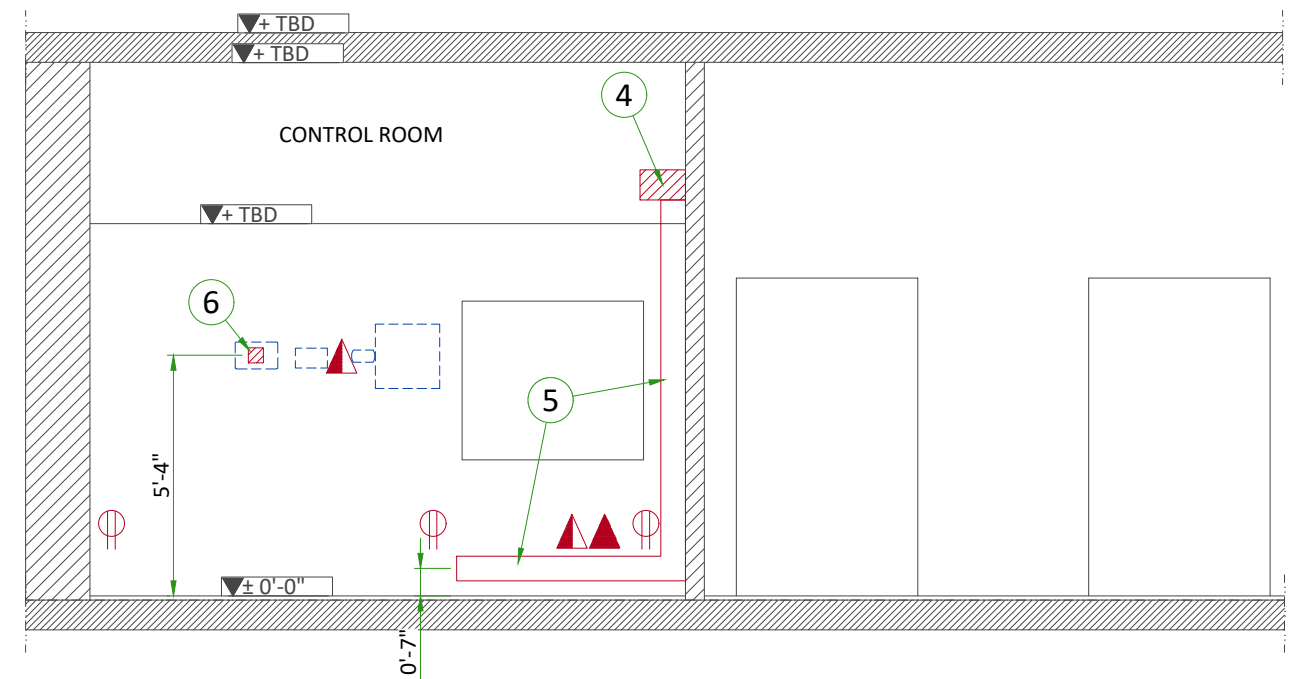 + TBD
+ TBD
4
CONTROL ROOM
+ TBD
6
5
5'-4"
± 0'-0"
0'-7"